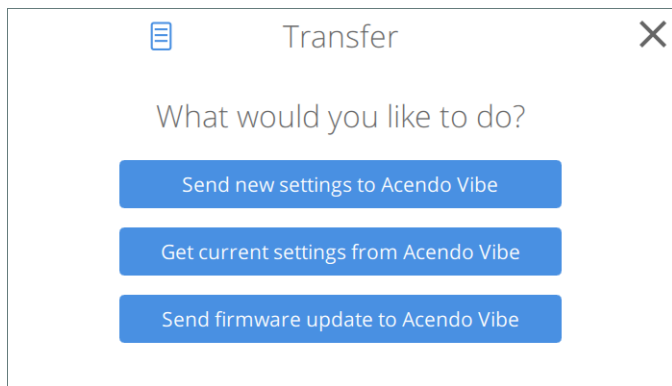 Transfer
What would you like to do?
Send new settings to Acendo Vibe
Get current settings from Acendo Vibe
Send firmware update to Acendo Vibe